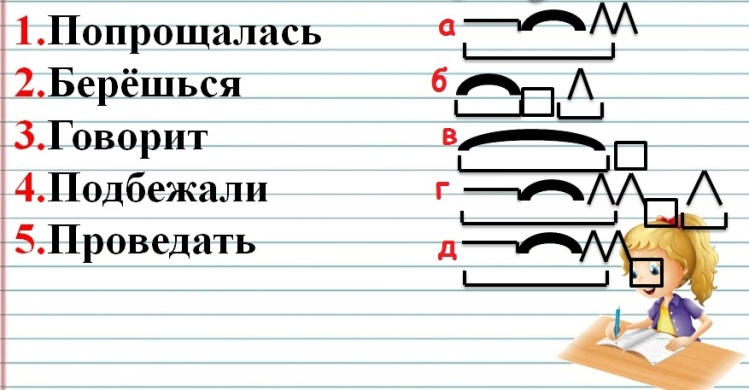 1.Попрощалась а
2.Берёшься б
3.Говорит в
4.Подбежали г
5.Проведать д